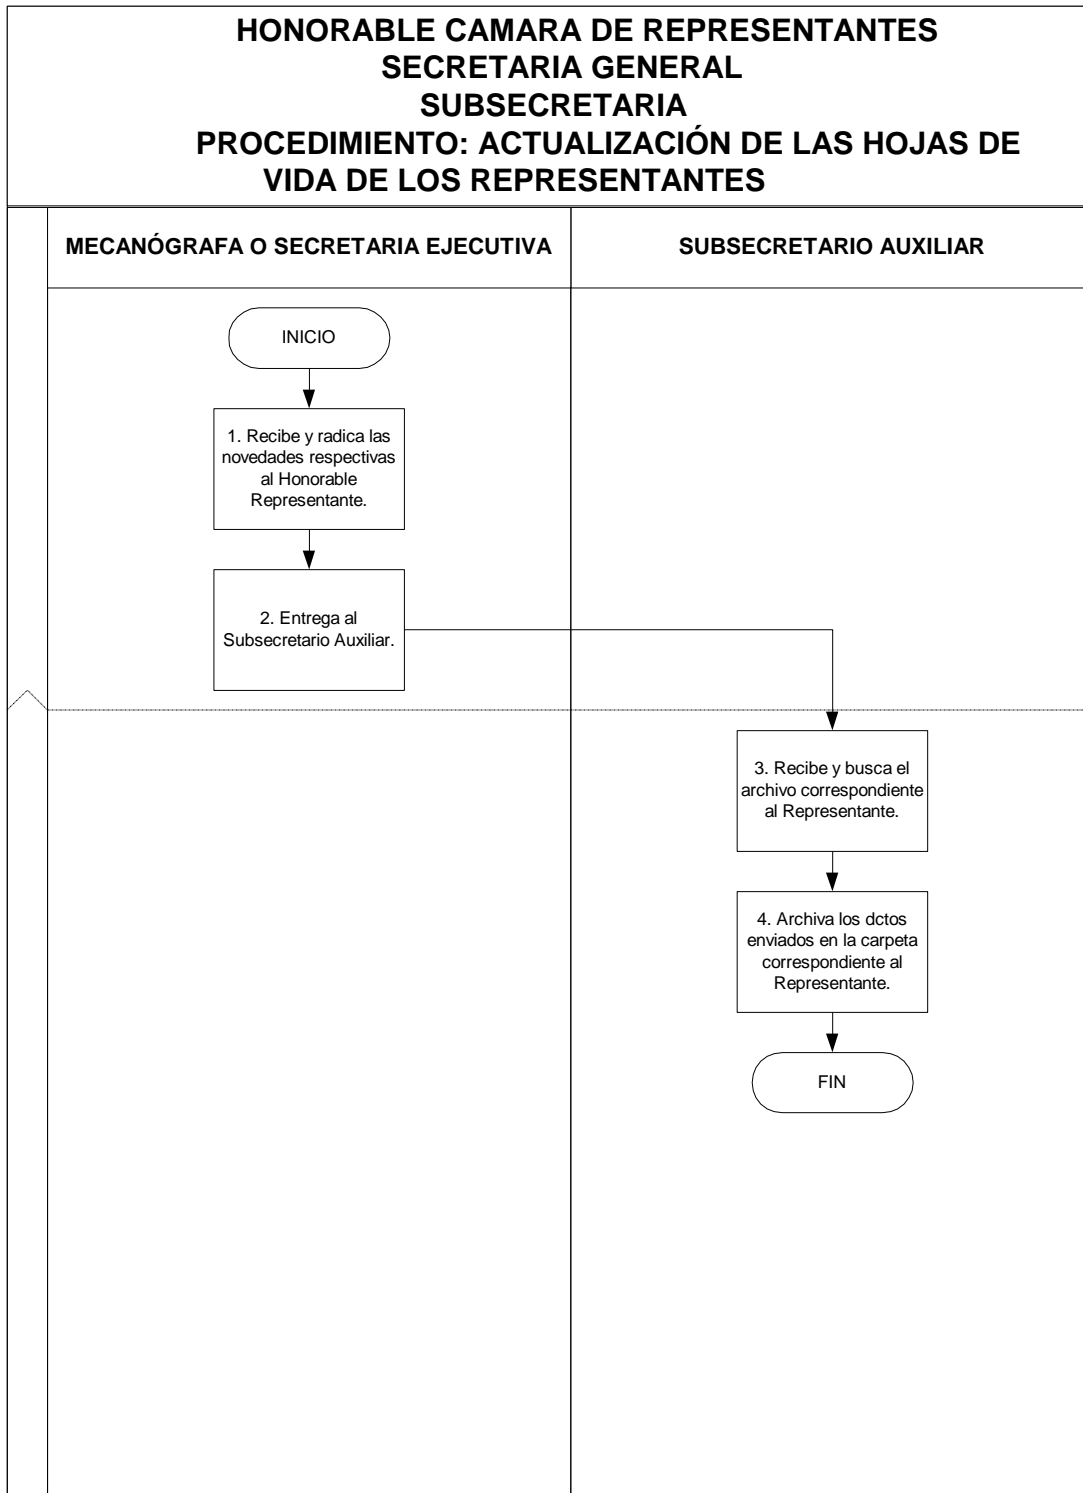 HONORABLE CAMARA DE REPRESENTANTES
SECRETARIA GENERAL
SUBSECRETARIA
PROCEDIMIENTO: ACTUALIZACIÓN DE LAS HOJAS DE
VIDA DE LOS REPRESENTANTES
MECANÓGRAFA O SECRETARIA EJECUTIVA
SUBSECRETARIO AUXILIAR
INICIO
1. Recibe y radica las
novedades respectivas
al Honorable
Representante.
2. Entrega al
Subsecretario Auxiliar.
3. Recibe y busca el
archivo correspondiente
al Representante.
4. Archiva los dctos
enviados en la carpeta
correspondiente al
Representante.
FIN